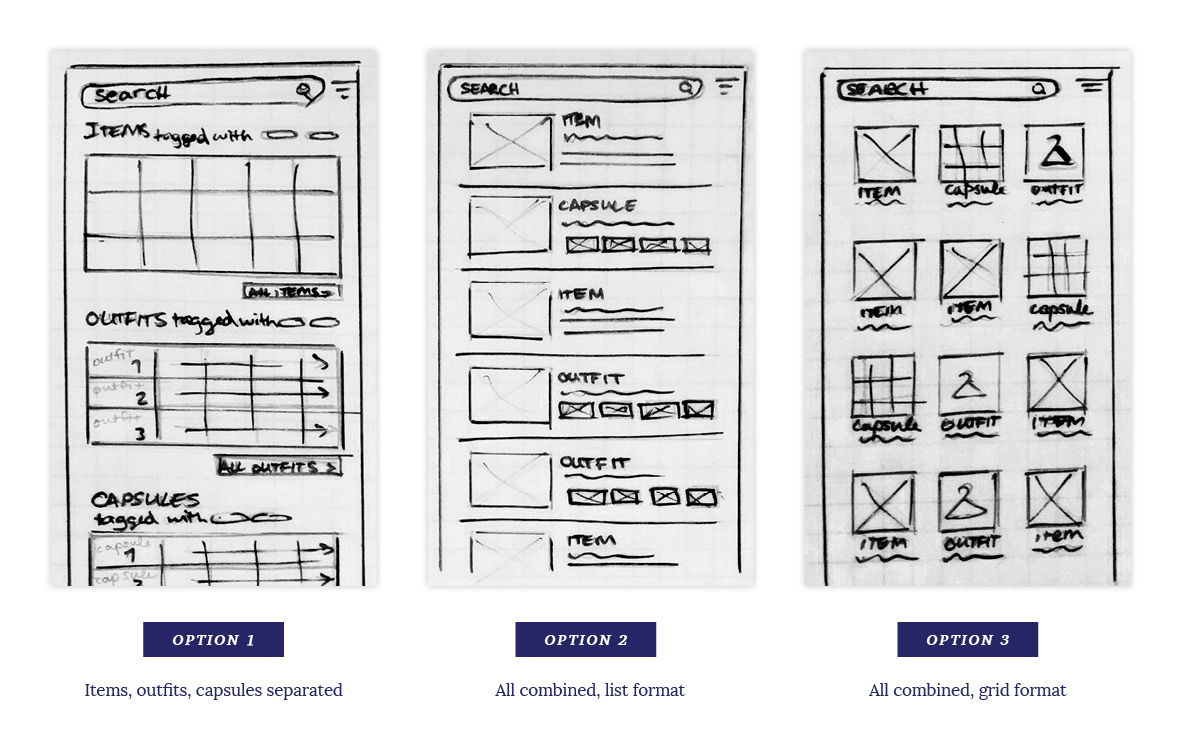 search
ITEMS tagged with
ALL ITEMS >
OUTFITS tagged with
outfit
1
outfit
2
outfit
3
ALL OUTFITS >
CAPSULES
tagged with
capsule
1
capsule
SEARCH
ITEM
CAPSULE
ITEM
OUTFIT
OUTFIT
ITEM
SEARCH
ITEM capsule OUTFIT
ITEM ITEM capsule
capsule OUTFIT ITEM
ITEM OUTFIT item
OPTION 1
Items, outfits, capsules separated
OPTION 2
All combined, list format
OPTION 3
All combined, grid format